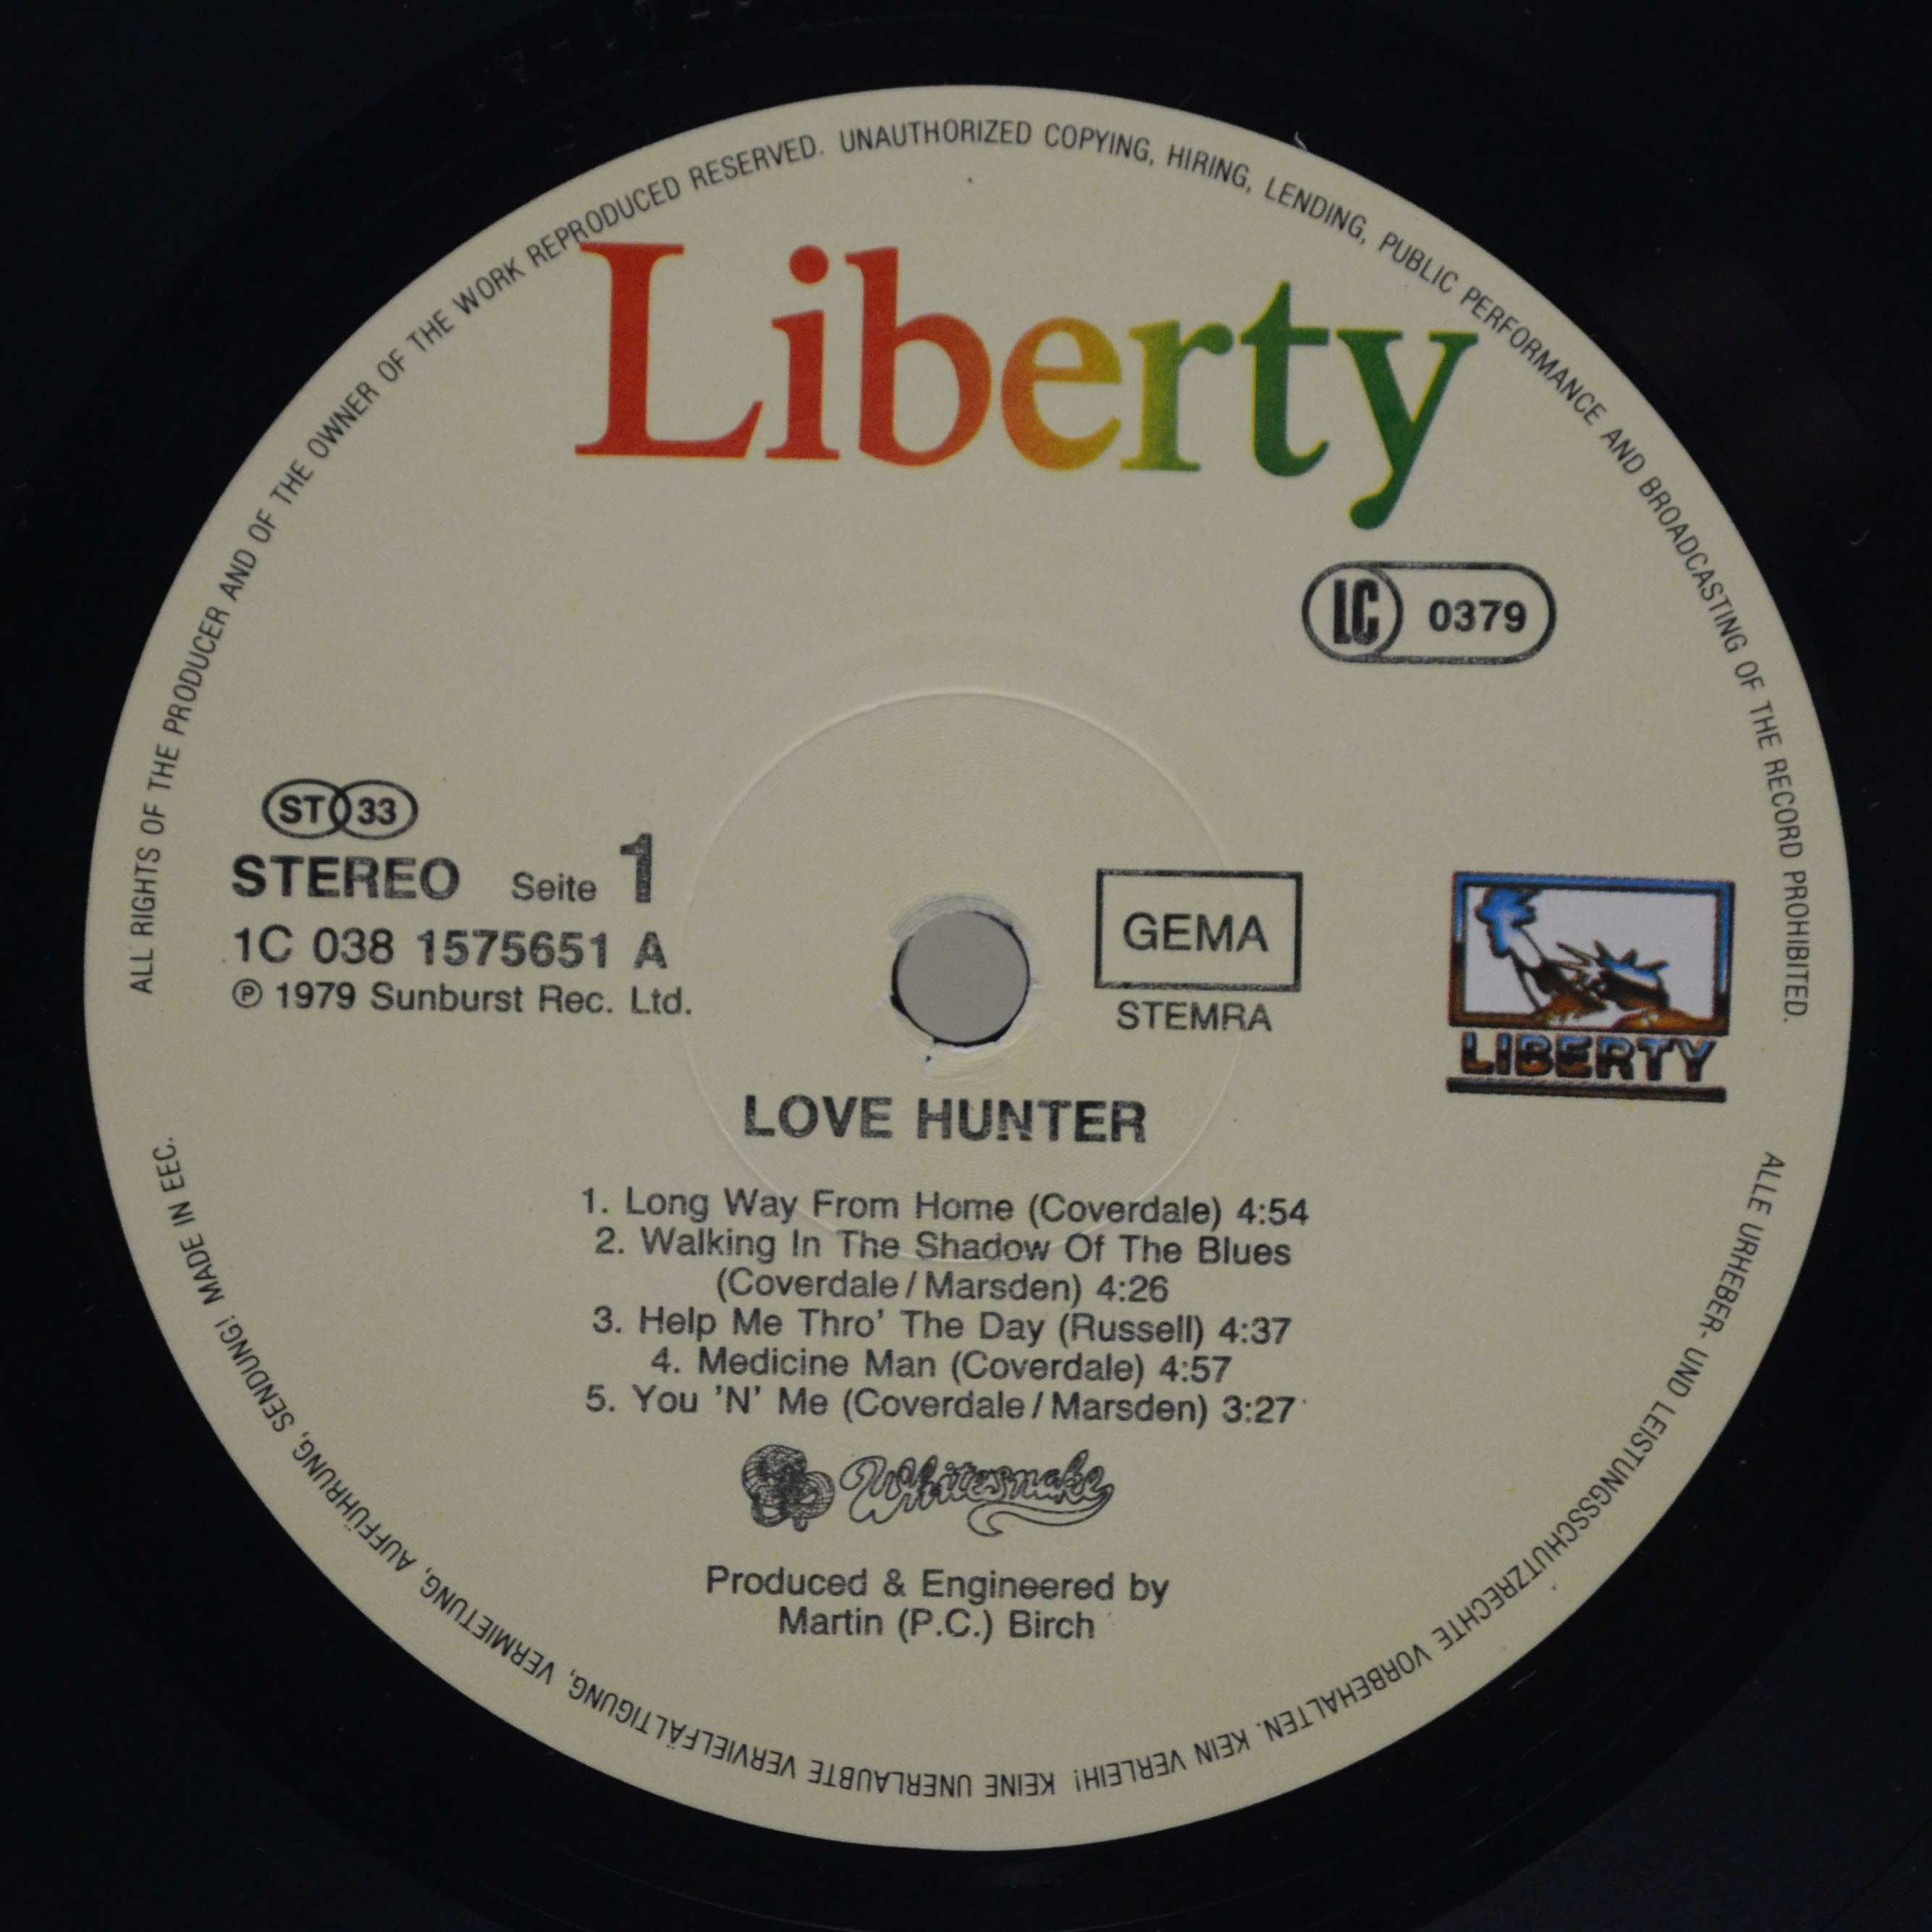 ALL RIGHTS OF THE PRODUCER AND OF THE OWNER OF THE WORK REPRODUCED RESERVED. UNAUTHORIZED COPYING, HIRING, LENDING, PUBLIC PERFORMANCE AND BROADCASTING OF THE RECORD PROHIBITED.
Liberty
LC 0379
ST 33
STEREO Seite 1
1C 038 1575651 A
℗ 1979 Sunburst Rec. Ltd.
GEMA
STEMRA
LIBERTY
LOVE HUNTER
1. Long Way From Home (Coverdale) 4:54
2. Walking In The Shadow Of The Blues
(Coverdale / Marsden) 4:26
3. Help Me Thro' The Day (Russell) 4:37
4. Medicine Man (Coverdale) 4:57
5. You 'N' Me (Coverdale / Marsden) 3:27
Whitesnake
Produced & Engineered by
Martin (P.C.) Birch
ALLE URHEBER- UND LEISTUNGSSCHUTZRECHTE VORBEHALTEN. KEIN VERLEIH! KEINE UNERLAUBTE VERVIELFÄLTIGUNG, VERMIETUNG, AUFFÜHRUNG, SENDUNG! MADE IN EEC.